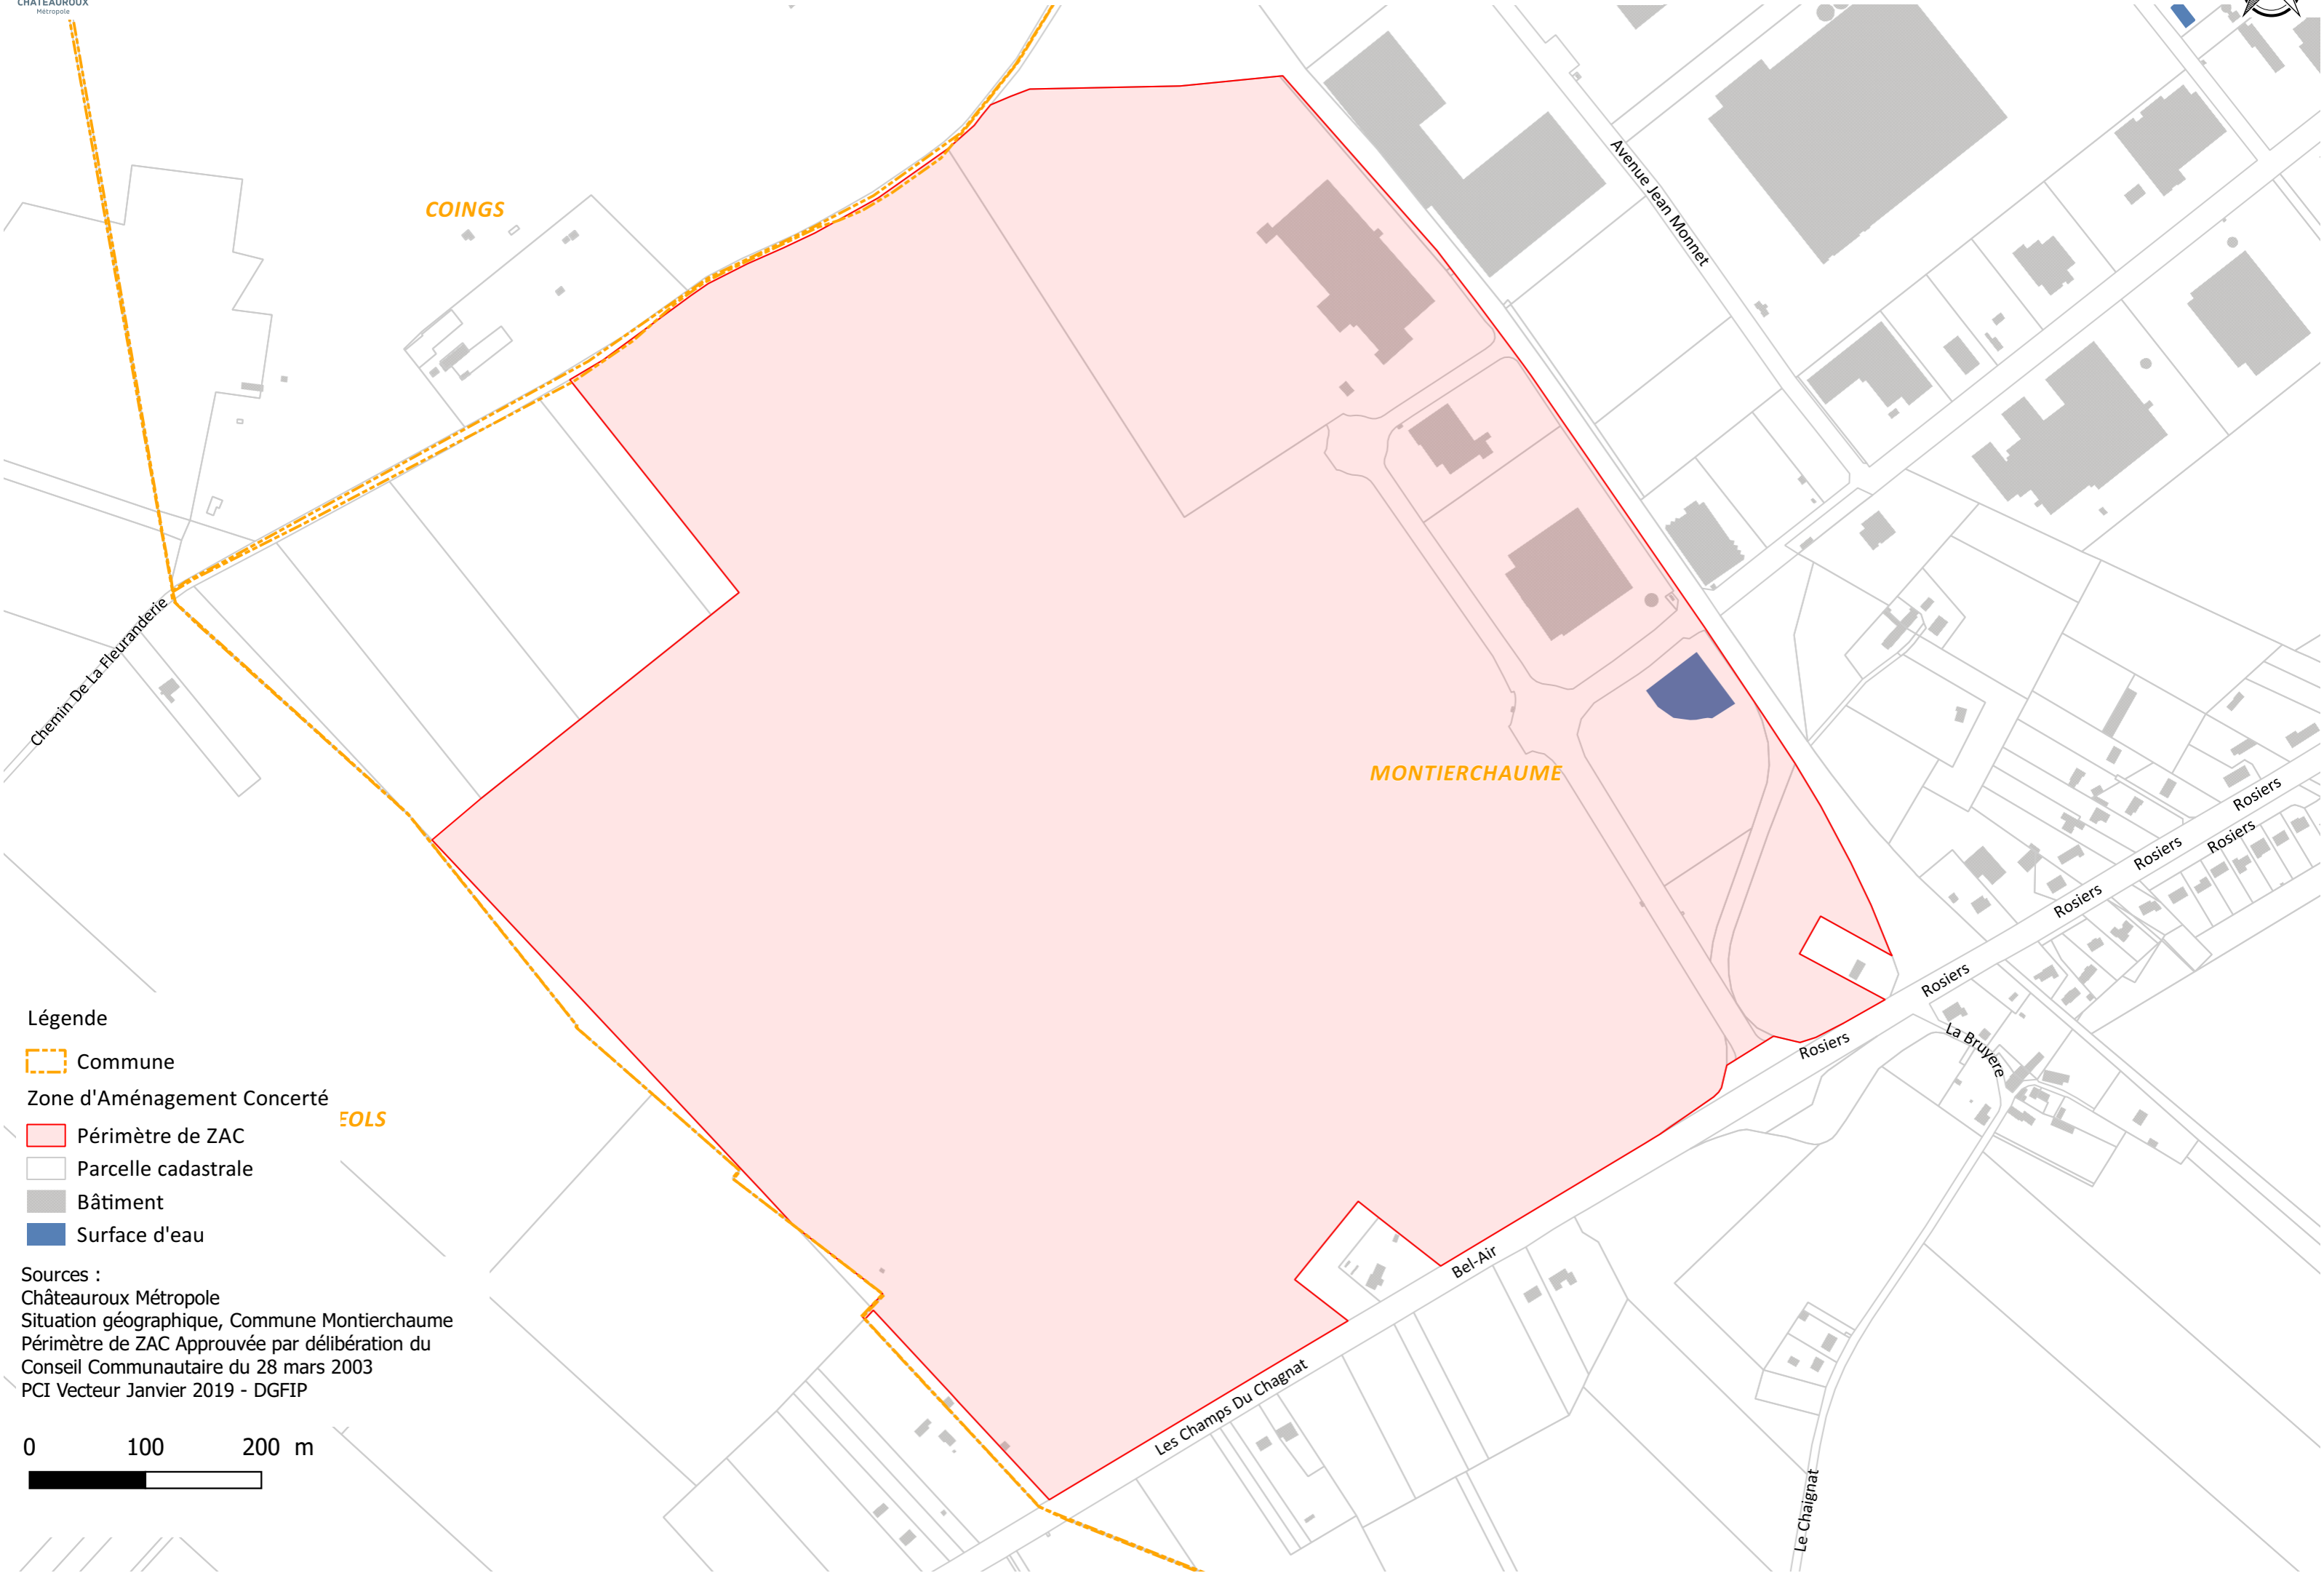 CHÂTEAUROUX
Métropole
COINGS
Avenue Jean Monnet
Chemin De La Fleuranderie
MONTIERCHAUME
Rosiers
Rosiers
Rosiers
Rosiers
Rosiers
Rosiers
La Bruyere
Bel-Air
Les Champs Du Chagnat
Le Chaignat
EOLS
Légende
Commune
Zone d'Aménagement Concerté
Périmètre de ZAC
Parcelle cadastrale
Bâtiment
Surface d'eau
Sources :
Châteauroux Métropole
Situation géographique, Commune Montierchaume
Périmètre de ZAC Approuvée par délibération du
Conseil Communautaire du 28 mars 2003
PCI Vecteur Janvier 2019 - DGFIP
0 100 200 m